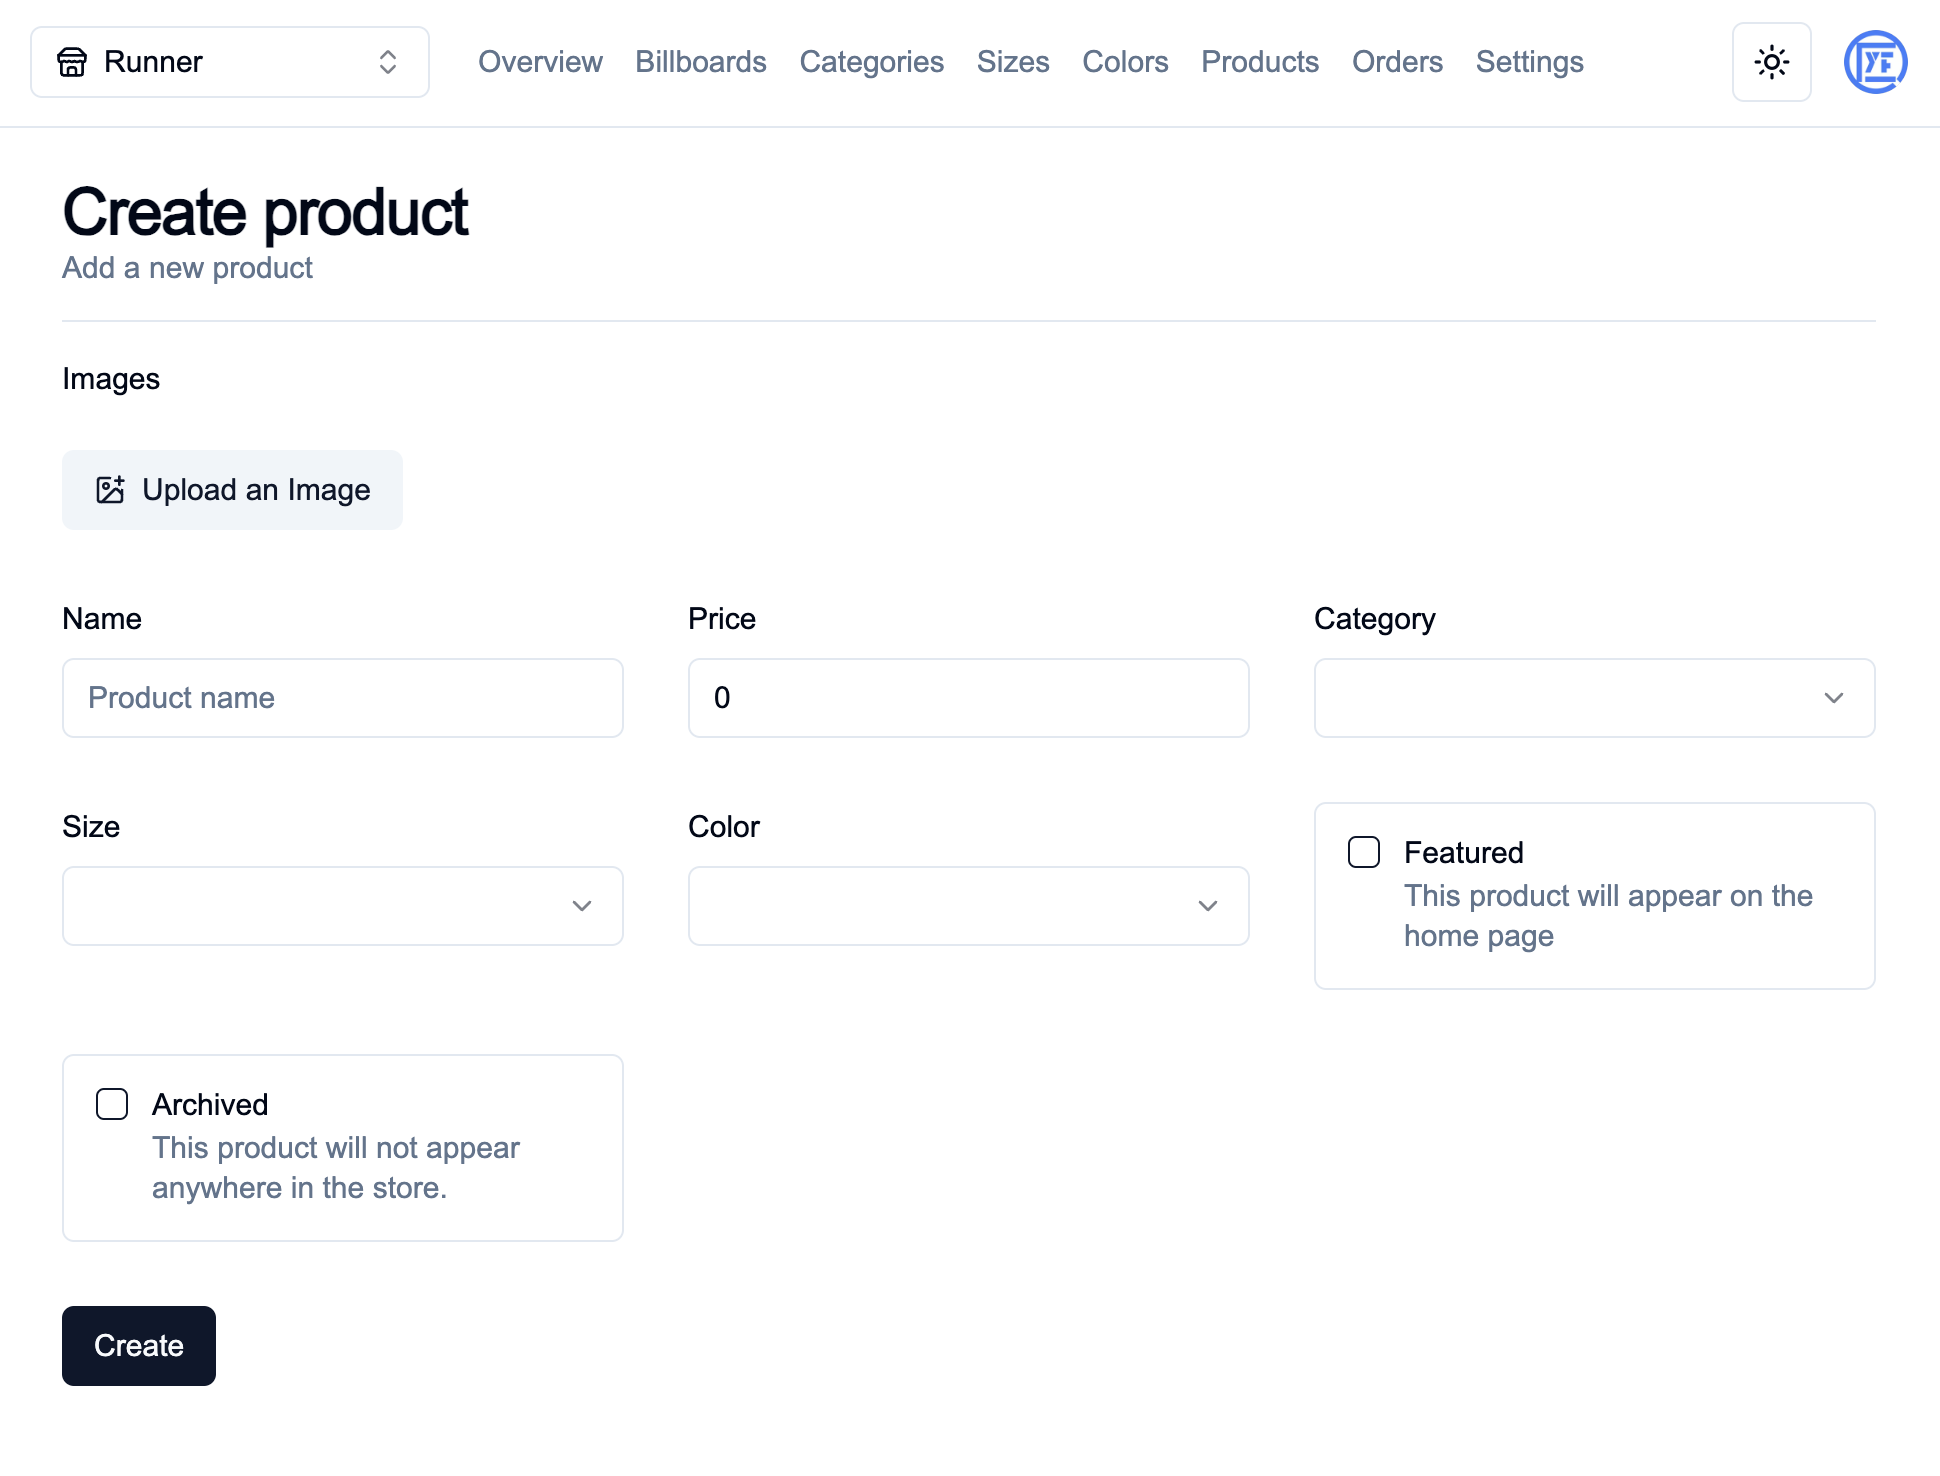 Runner
Overview Billboards Categories Sizes Colors Products Orders Settings
YF
Create product
Add a new product
Images
Upload an Image
Name
Price
Category
Product name
0
Size
Color
Featured
This product will appear on the
home page
Archived
This product will not appear
anywhere in the store.
Create